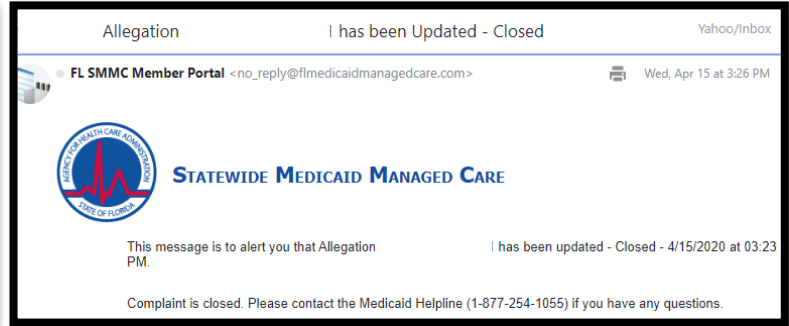 Allegation I has been Updated - Closed Yahoo/Inbox
FL SMMC Member Portal <no_reply@flmedicaidmanagedcare.com> Wed, Apr 15 at 3:26 PM
AGENCY FOR HEALTH CARE ADMINISTRATION
STATE OF FLORIDA
STATEWIDE MEDICAID MANAGED CARE
This message is to alert you that Allegation l has been updated - Closed - 4/15/2020 at 03:23
PM.
Complaint is closed. Please contact the Medicaid Helpline (1-877-254-1055) if you have any questions.